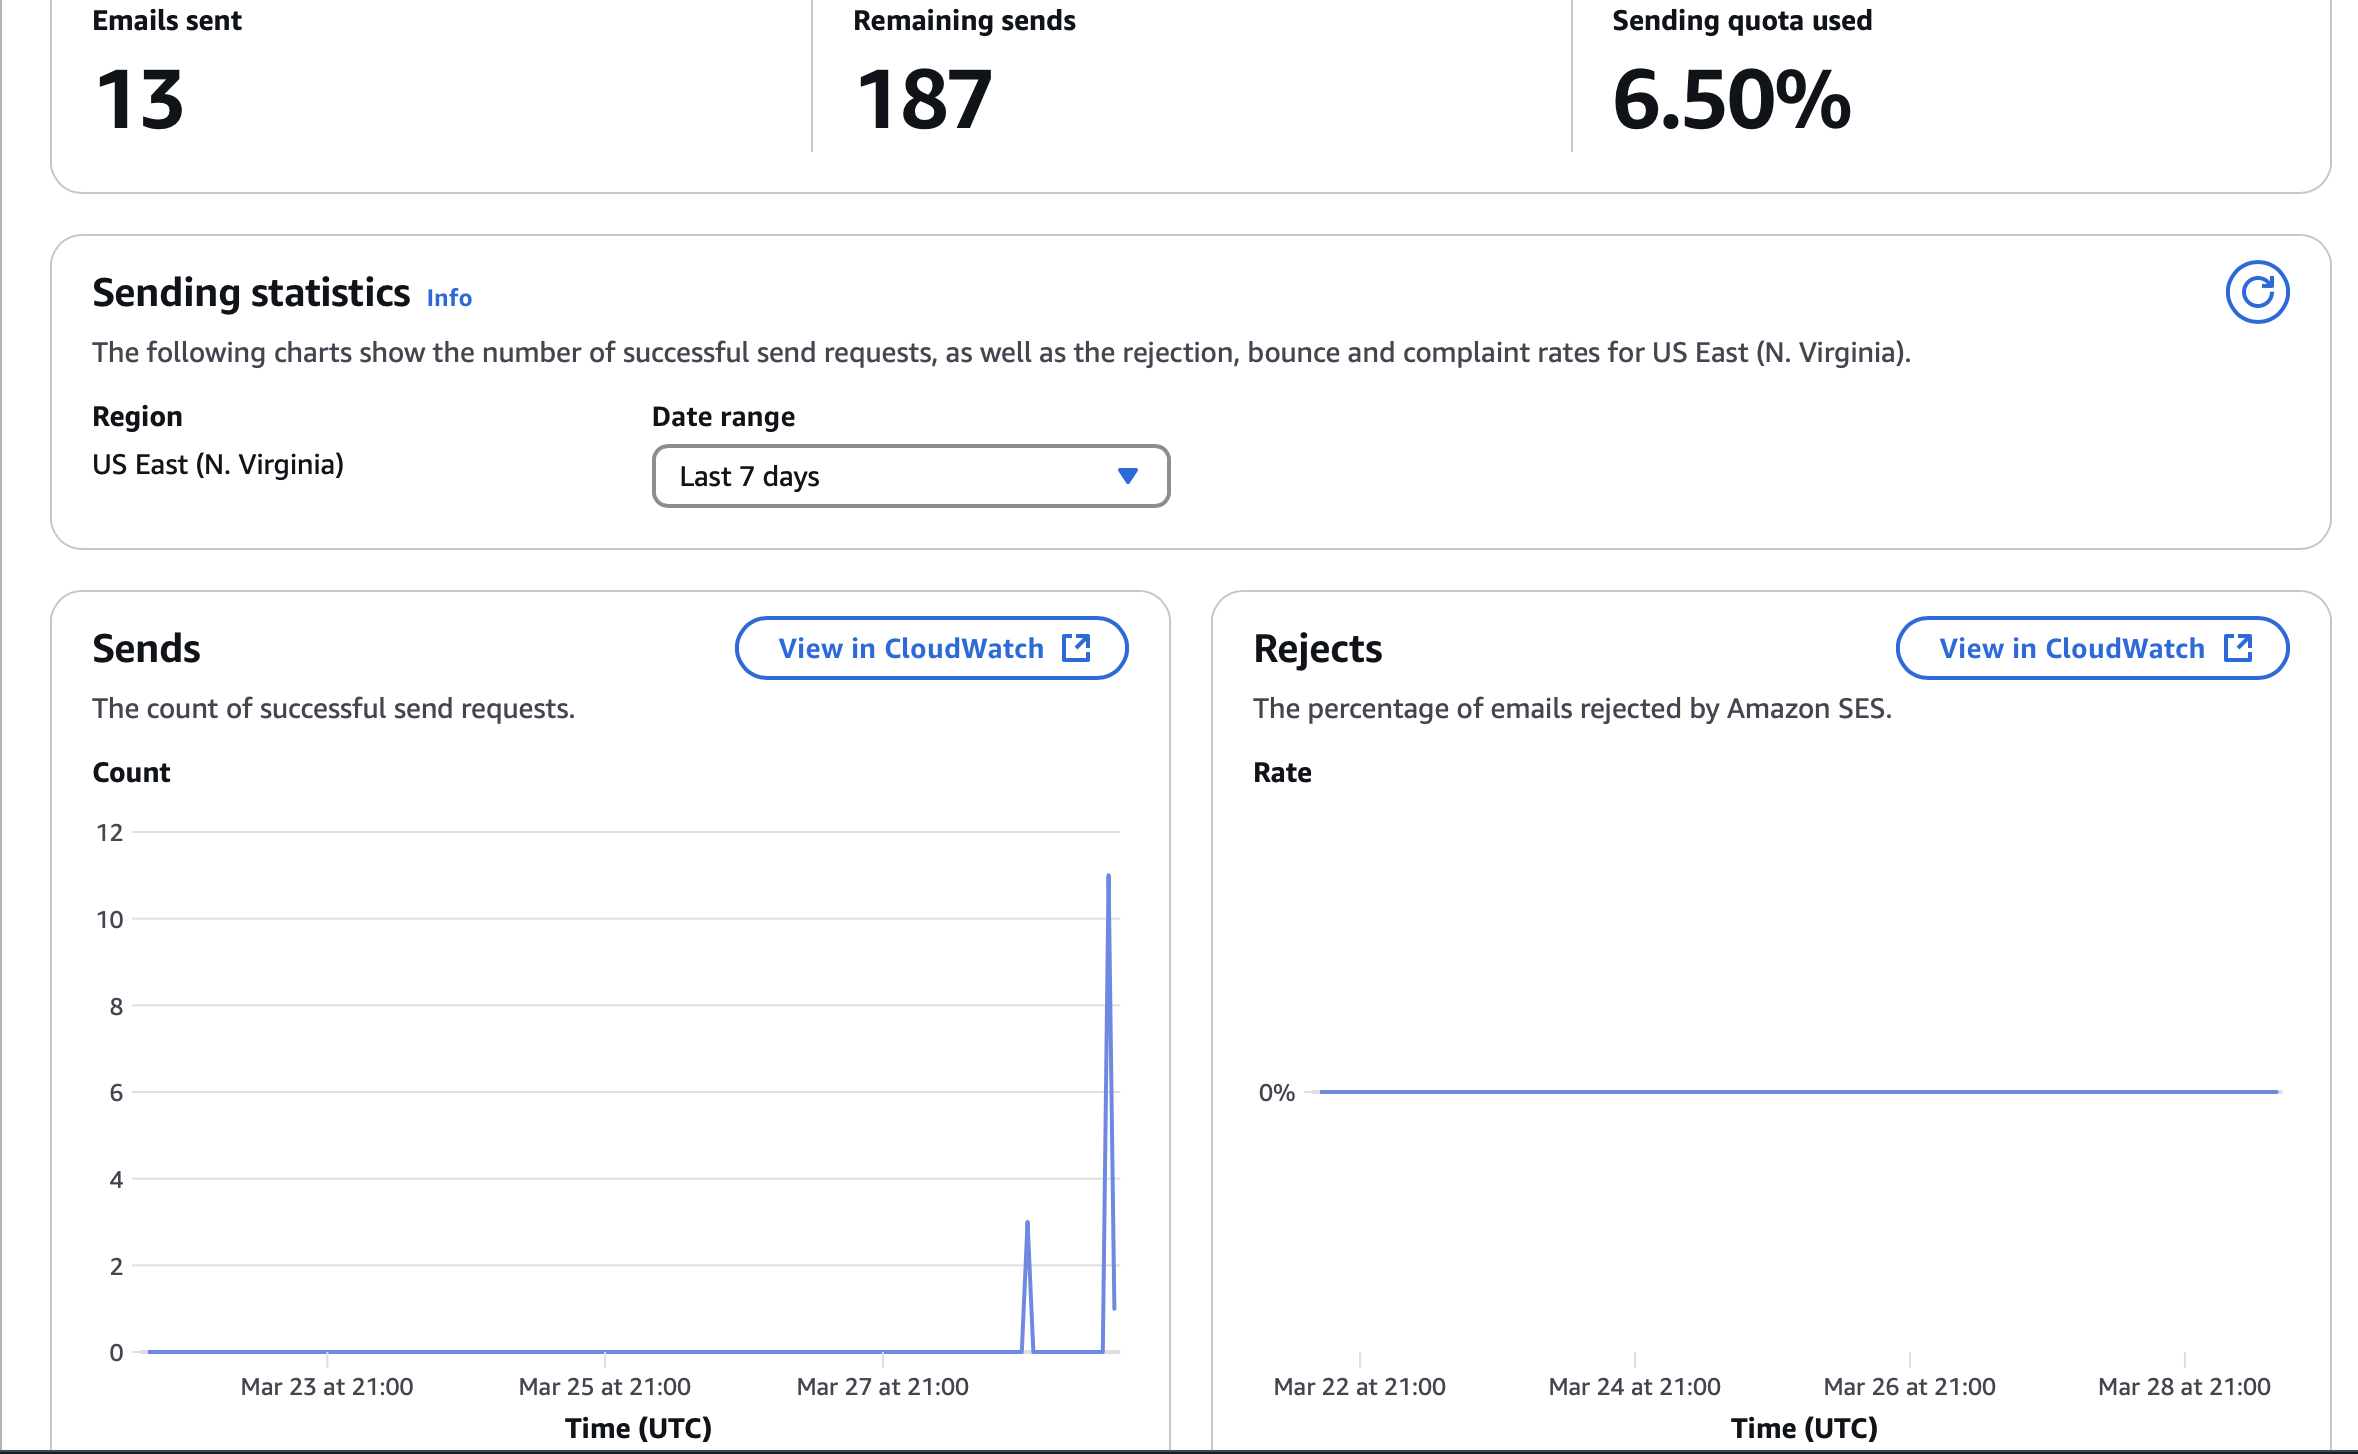 Emails sent
13
Remaining sends
187
Sending quota used
6.50%
Sending statistics Info
The following charts show the number of successful send requests, as well as the rejection, bounce and complaint rates for US East (N. Virginia).
Region
US East (N. Virginia)
Date range
Last 7 days
Sends
View in CloudWatch
The count of successful send requests.
Count
12
10
8
6
4
2
0
Mar 23 at 21:00
Mar 25 at 21:00
Mar 27 at 21:00
Time (UTC)
Rejects
View in CloudWatch
The percentage of emails rejected by Amazon SES.
Rate
0%
Mar 22 at 21:00
Mar 24 at 21:00
Mar 26 at 21:00
Mar 28 at 21:00
Time (UTC)